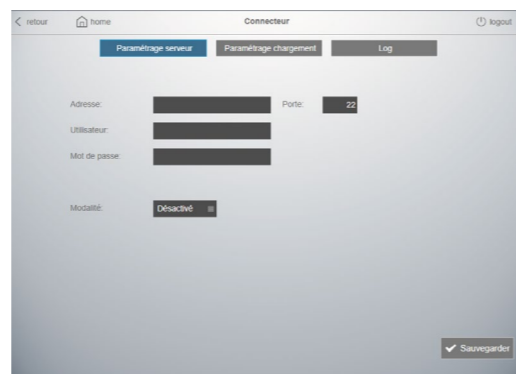 retour home Connecteur logout
Paramétrage serveur Paramétrage chargement Log
Adresse: Porte: 22
Utilisateur:
Mot de passe:
Modalité: Désactivé
Sauvegarder